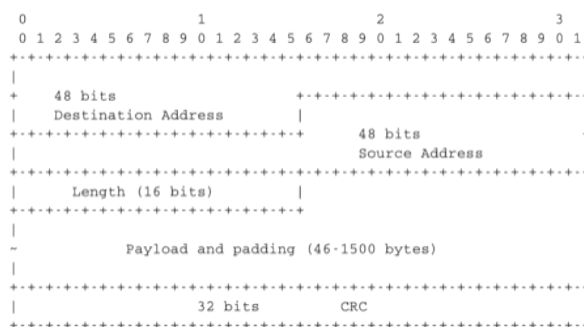 0 1 2 3
0 1 2 3 4 5 6 7 8 9 0 1 2 3 4 5 6 7 8 9 0 1 2 3 4 5 6 7 8 9 0 1
48 bits
Destination Address
48 bits
Source Address
Length (16 bits)
Payload and padding (46-1500 bytes)
32 bits CRC